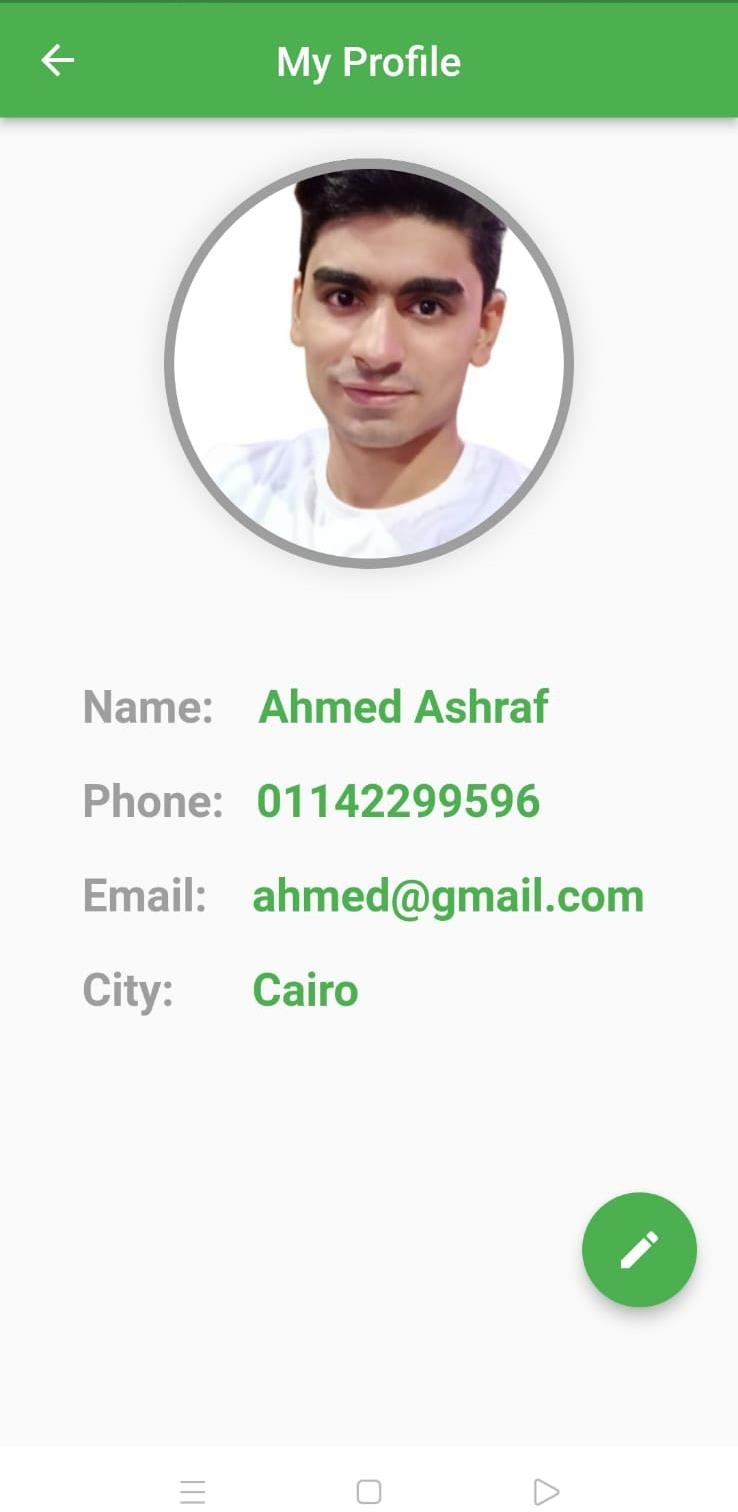 My Profile
Name: Ahmed Ashraf
Phone: 01142299596
Email: ahmed@gmail.com
City: Cairo